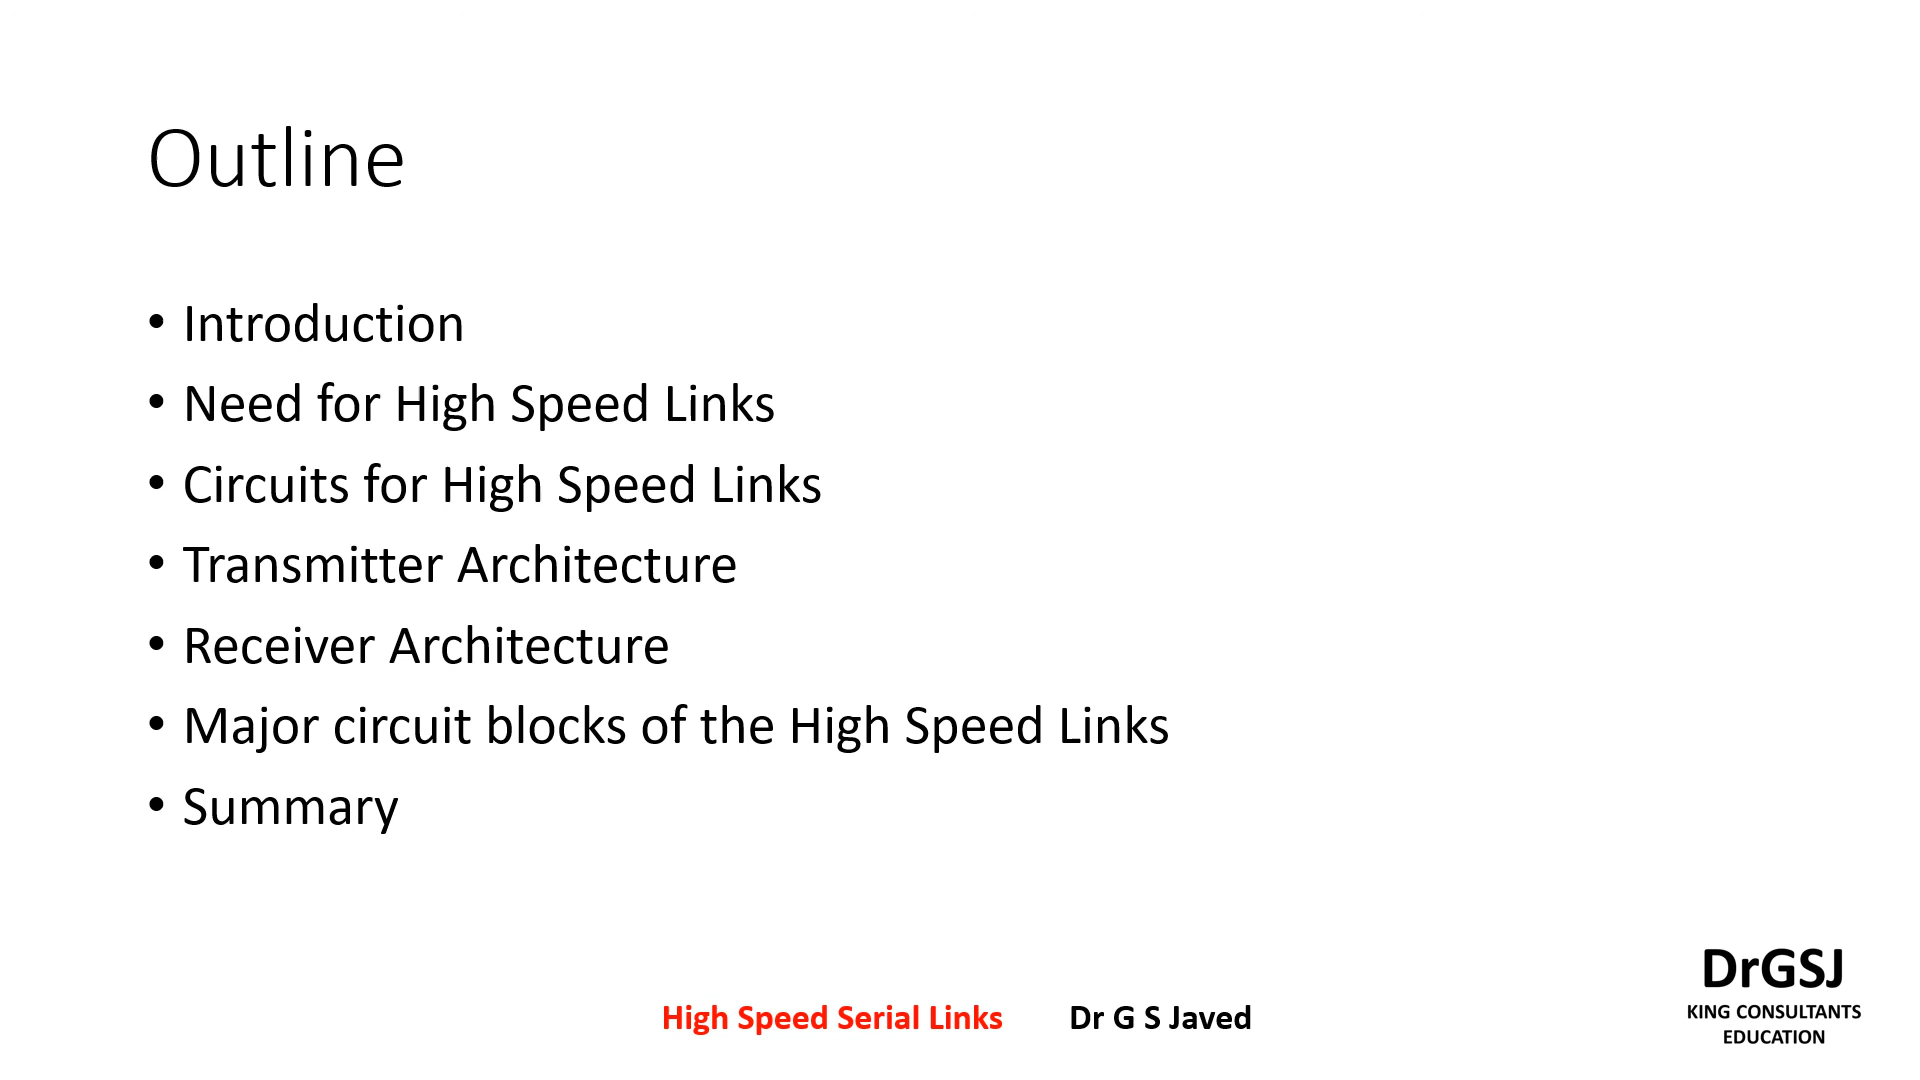 Outline
• Introduction
• Need for High Speed Links
• Circuits for High Speed Links
• Transmitter Architecture
• Receiver Architecture
• Major circuit blocks of the High Speed Links
• Summary
High Speed Serial Links Dr G S Javed
DrGSJ
KING CONSULTANTS
EDUCATION